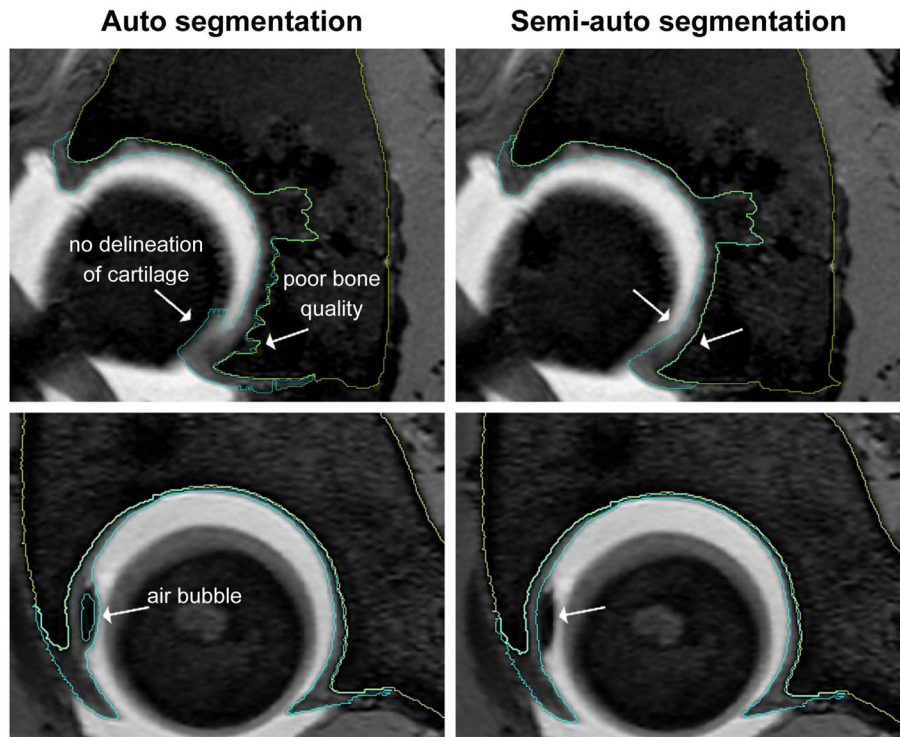 Auto segmentation
Semi-auto segmentation
no delineation
of cartilage
poor bone
quality
air bubble